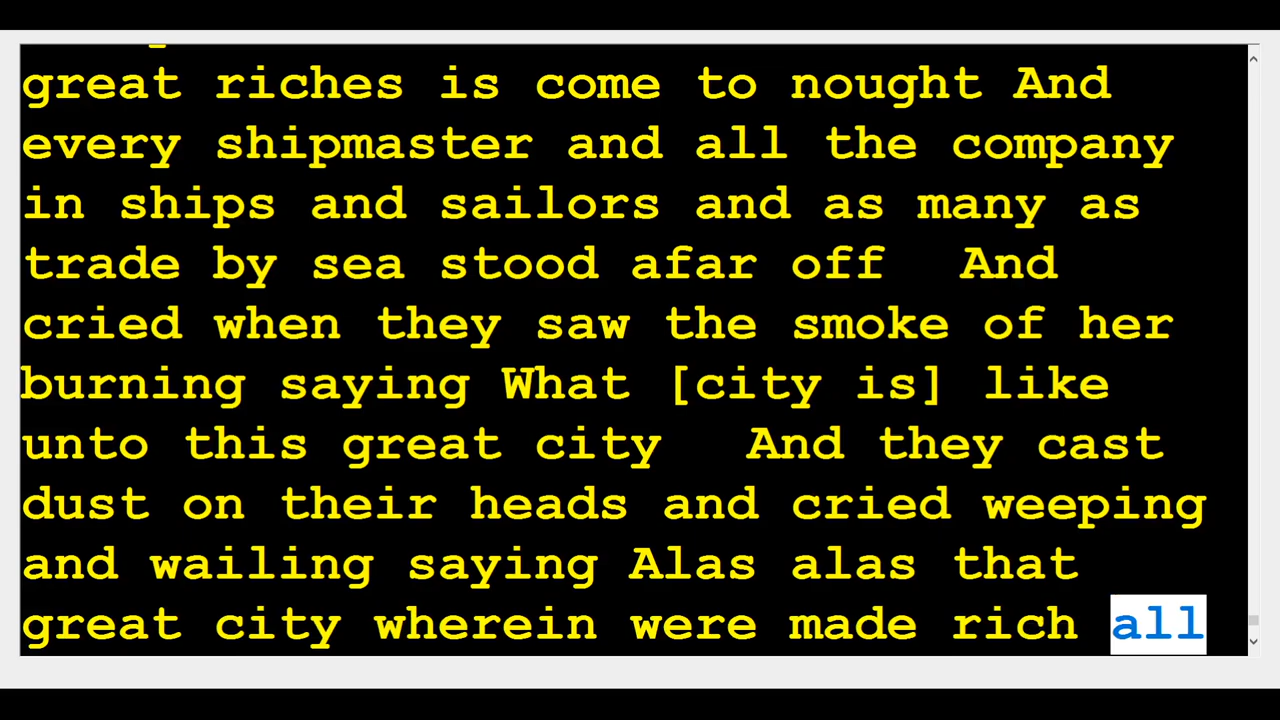 great riches is come to nought And
every shipmaster and all the company
in ships and sailors and as many as
trade by sea stood afar off   And
cried when they saw the smoke of her
burning saying What [city is] like
unto this great city   And they cast
dust on their heads and cried weeping
and wailing saying Alas alas that
great city wherein were made rich all